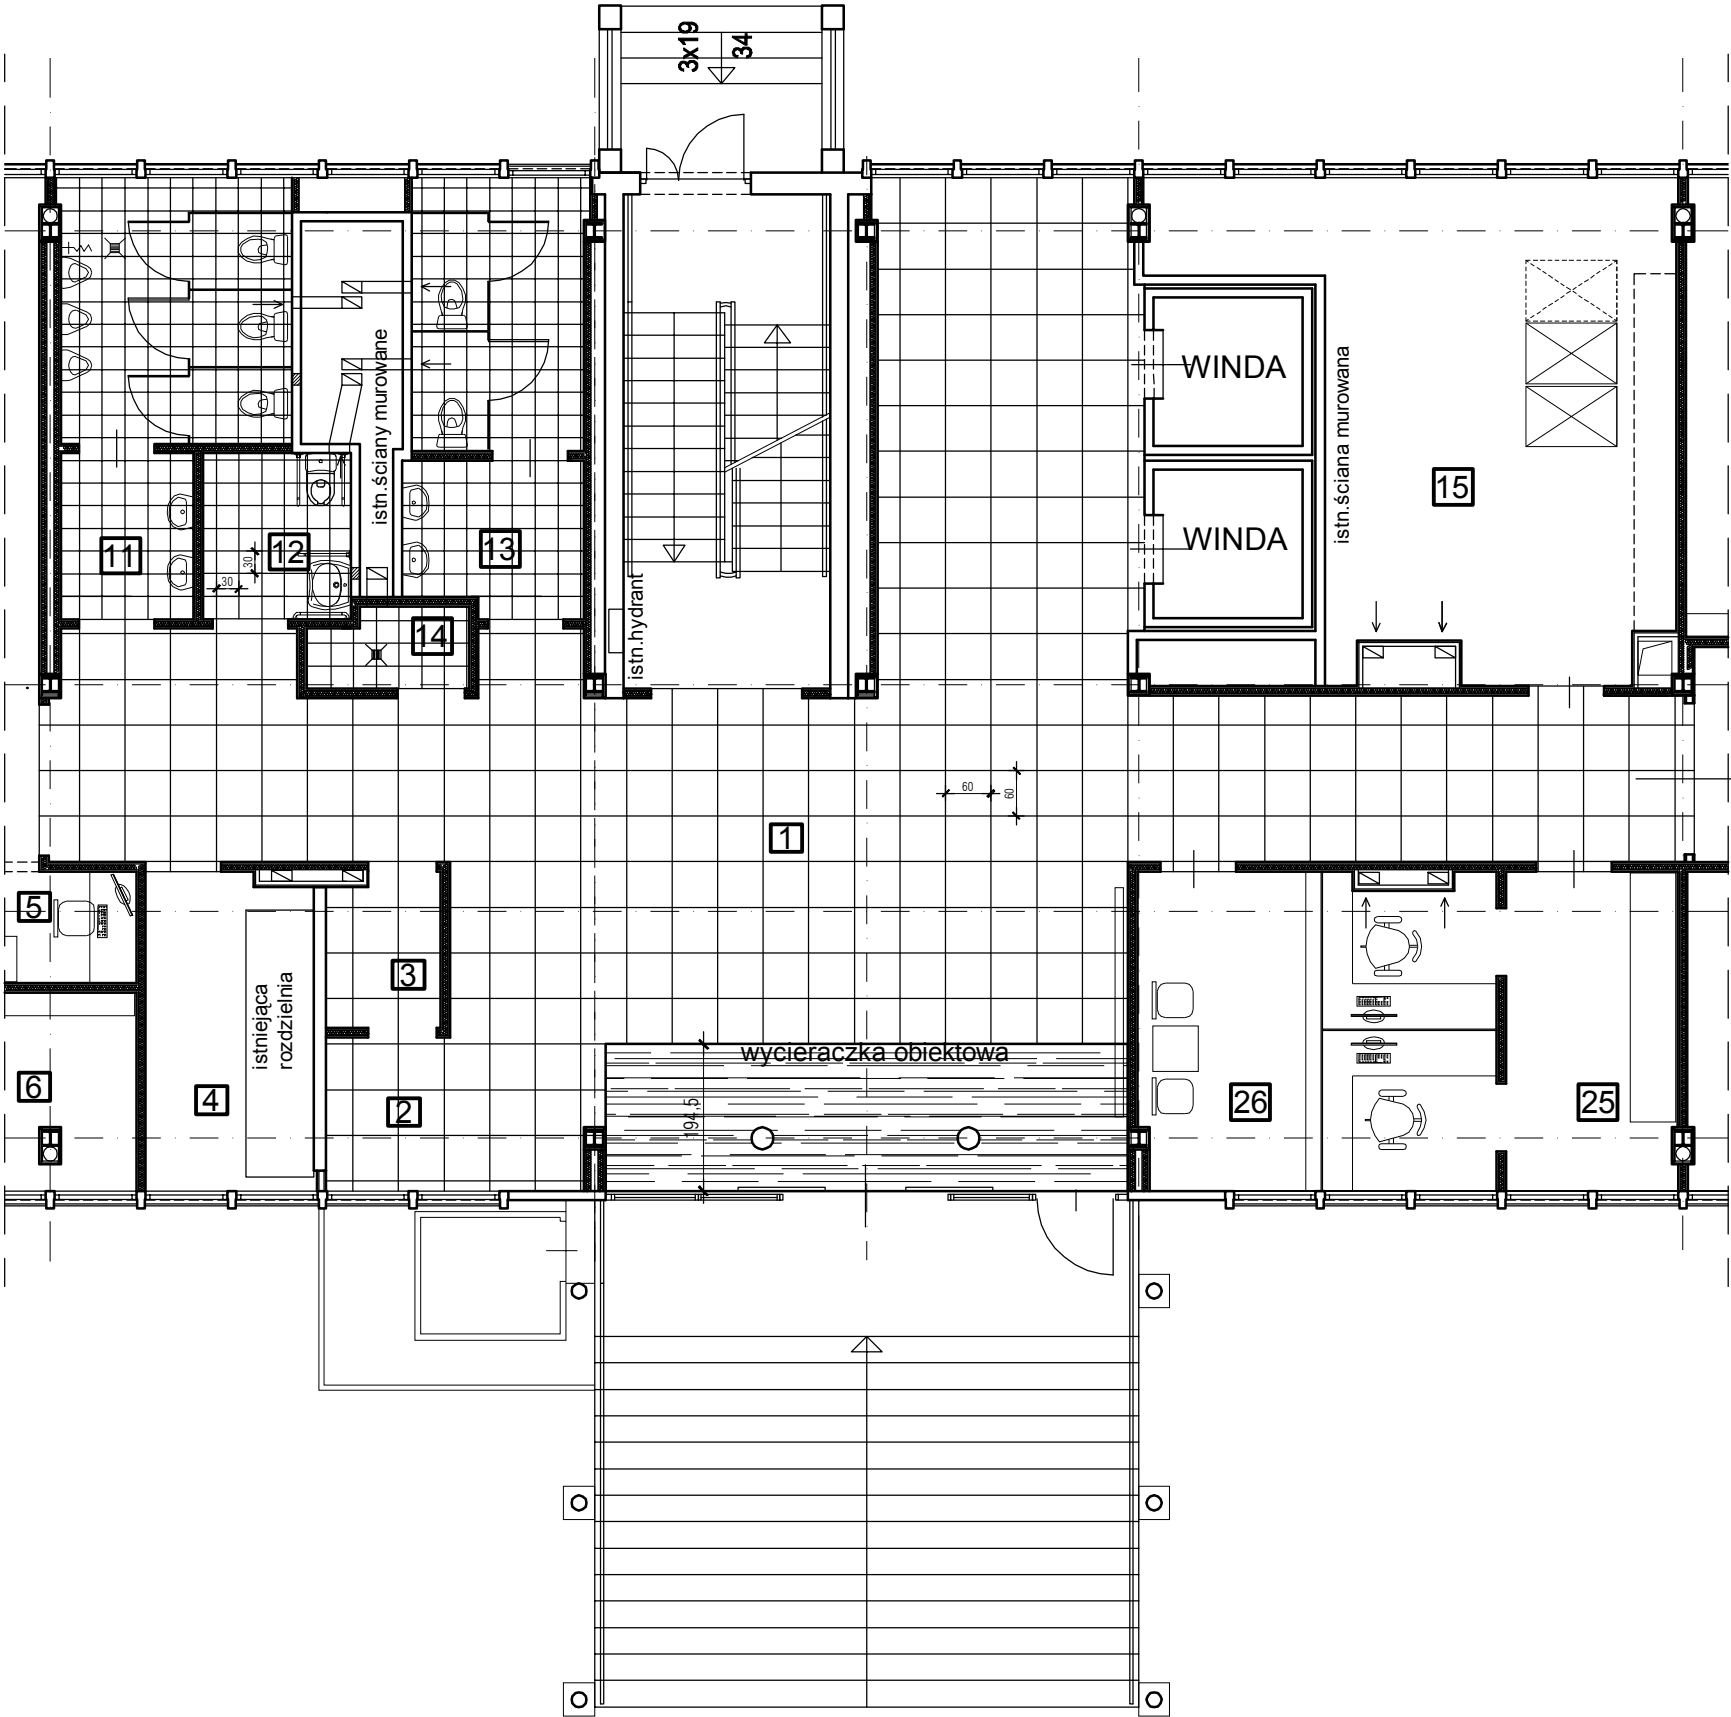 3x19
34
istn.ściany murowane
WINDA
istn.ściana murowana
15
WINDA
11
12
13
30
30
istn.hydrant
14
60
60
1
5
3
istniejąca
rozdzielnia
wycieraczka obiektowa
6
4
2
194,5
26
25